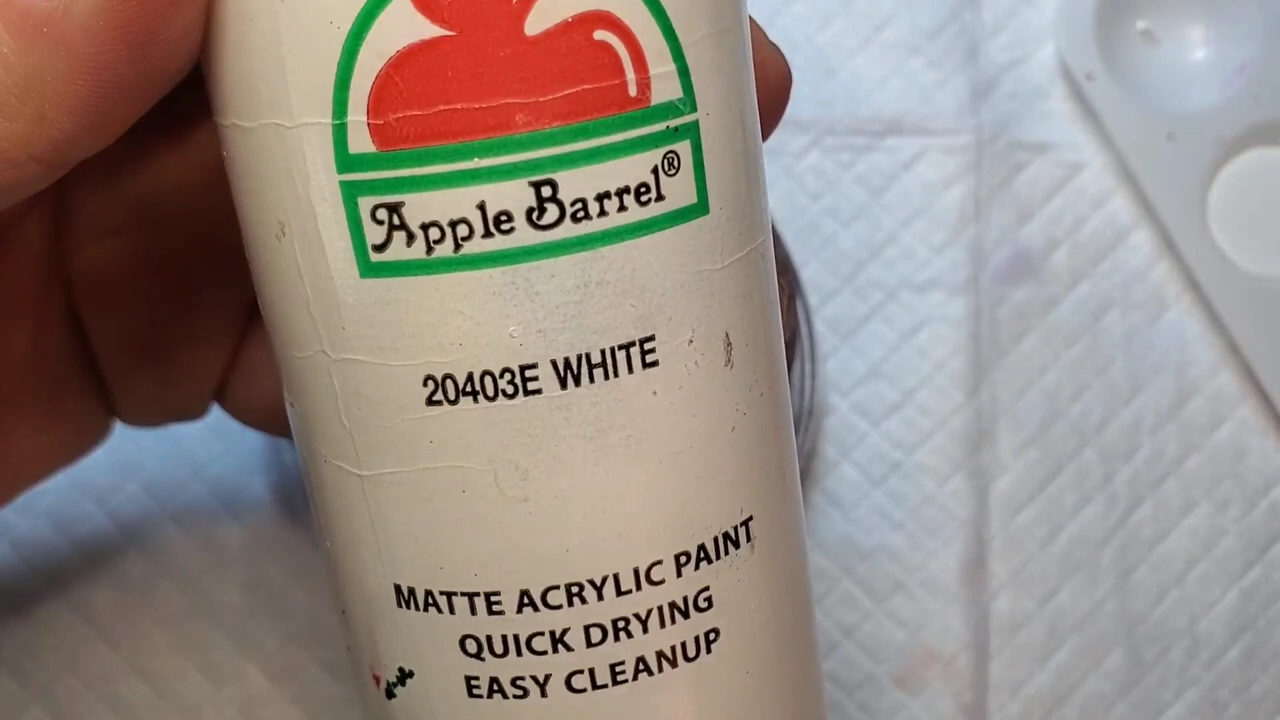 Apple Barrel®
20403E WHITE
MATTE ACRYLIC PAINT
QUICK DRYING
EASY CLEANUP